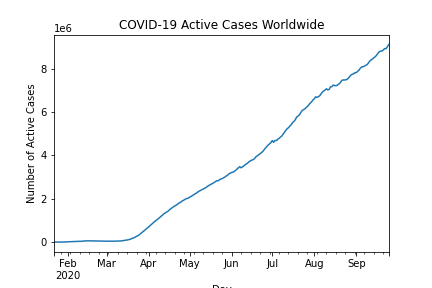 COVID-19 Active Cases Worldwide
1e6
Number of Active Cases
8
6
4
2
0
Feb Mar Apr May Jun Jul Aug Sep
2020